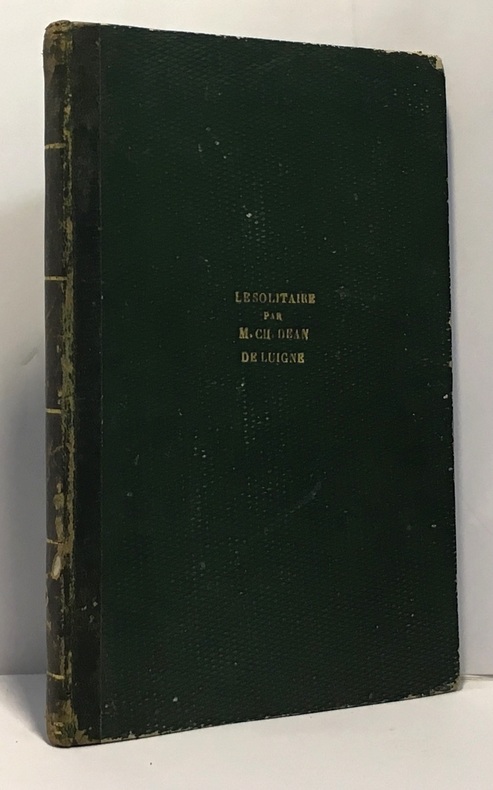 LE SOLITAIRE
PAR
M. CH. DEAN
DE LUIGNE